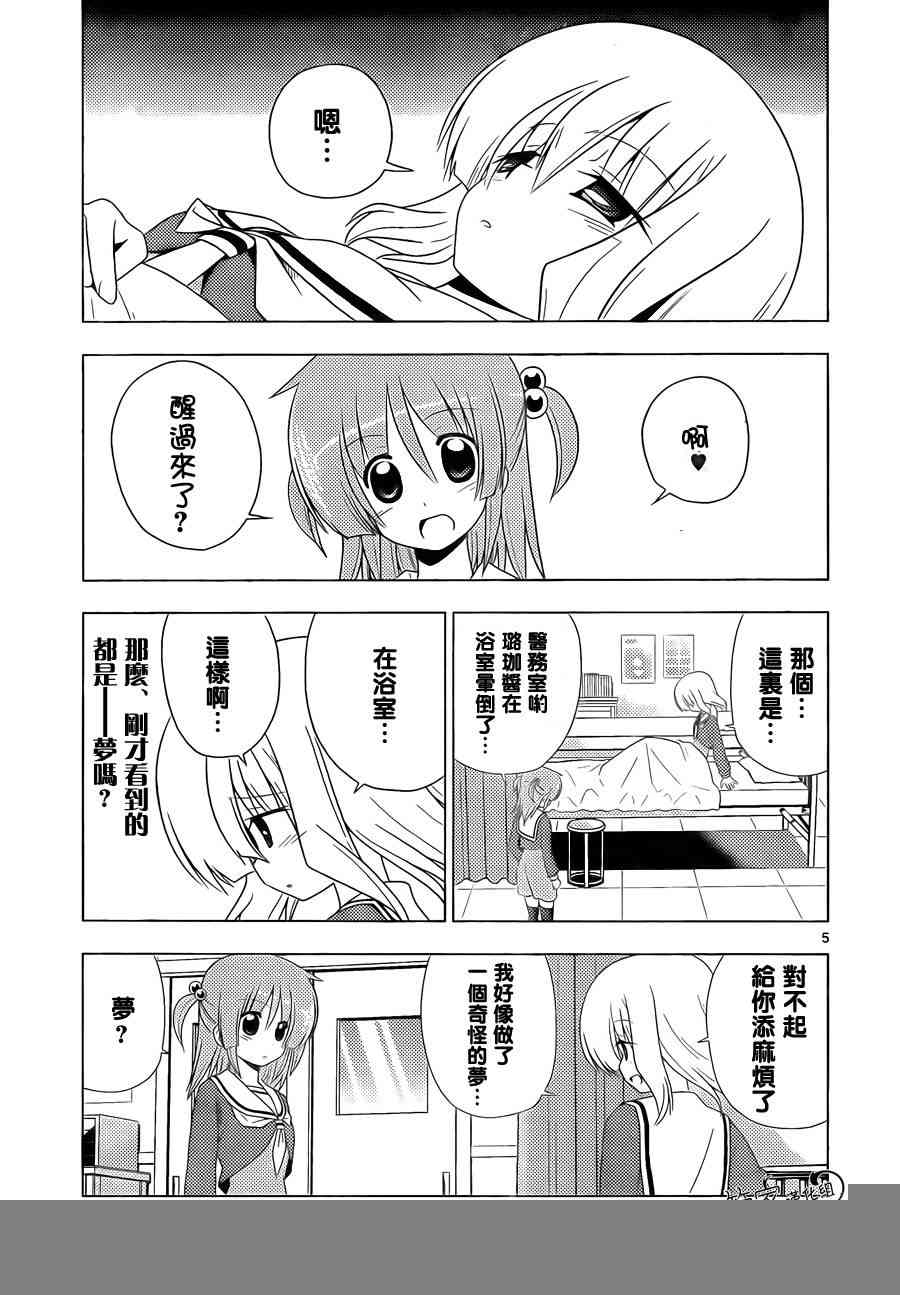 嗯…
啊♥
醒過來了？
那個…
這裏是…
醫務室喲
璐珈醬在
浴室暈倒了…
在浴室…
這樣啊…
那麼、剛才看到的
都是——夢嗎？
5
對不起
給你添麻煩了
我好像做了
一個奇怪的夢…
夢？